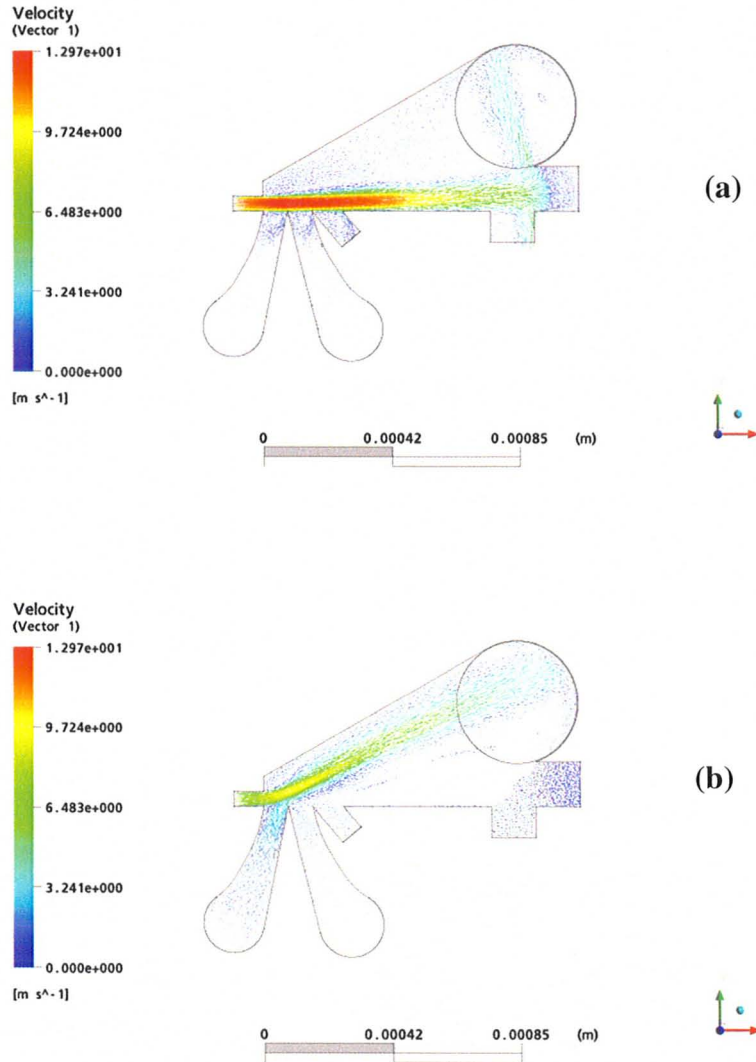 Velocity
(Vector 1)
1.297e+001
9.724e+000
6.483e+000
3.241e+000
0.000e+000
[m s^-1]
(a)
0 0.00042 0.00085 (m)
Velocity
(Vector 1)
1.297e+001
9.724e+000
6.483e+000
3.241e+000
0.000e+000
[m s^-1]
(b)
0 0.00042 0.00085 (m)